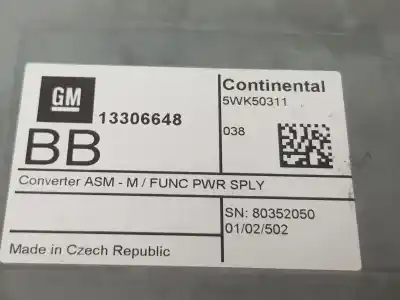 GM
13306648
Continental
5WK50311
038
BB
Converter ASM - M / FUNC PWR SPLY
SN: 80352050
01/02/502
Made in Czech Republic